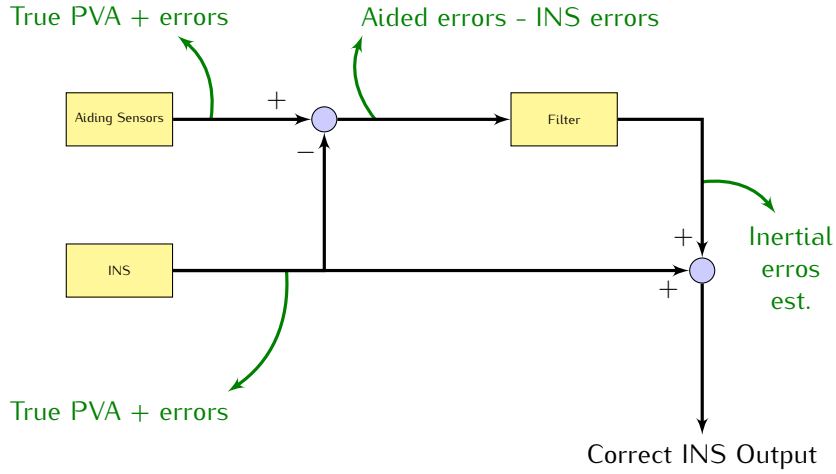 True PVA + errors
Aided errors - INS errors
+
Aiding Sensors
Filter
−
+
Inertial
erros
est.
INS
+
True PVA + errors
Correct INS Output